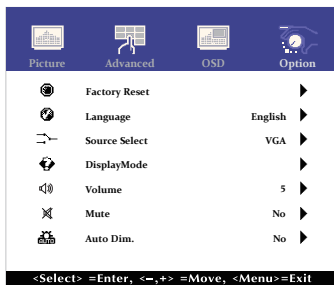 Picture Advanced OSD Option
Factory Reset
Language English
Source Select VGA
DisplayMode
Volume 5
Mute No
AUTO Auto Dim. No
<Select> =Enter, <−,+> =Move, <Menu>=Exit